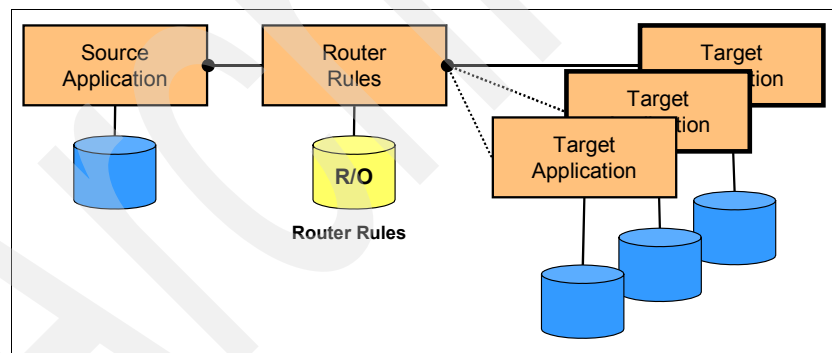 Source
Application
Router
Rules
Target
Target
Target
Application
R/O
Router Rules